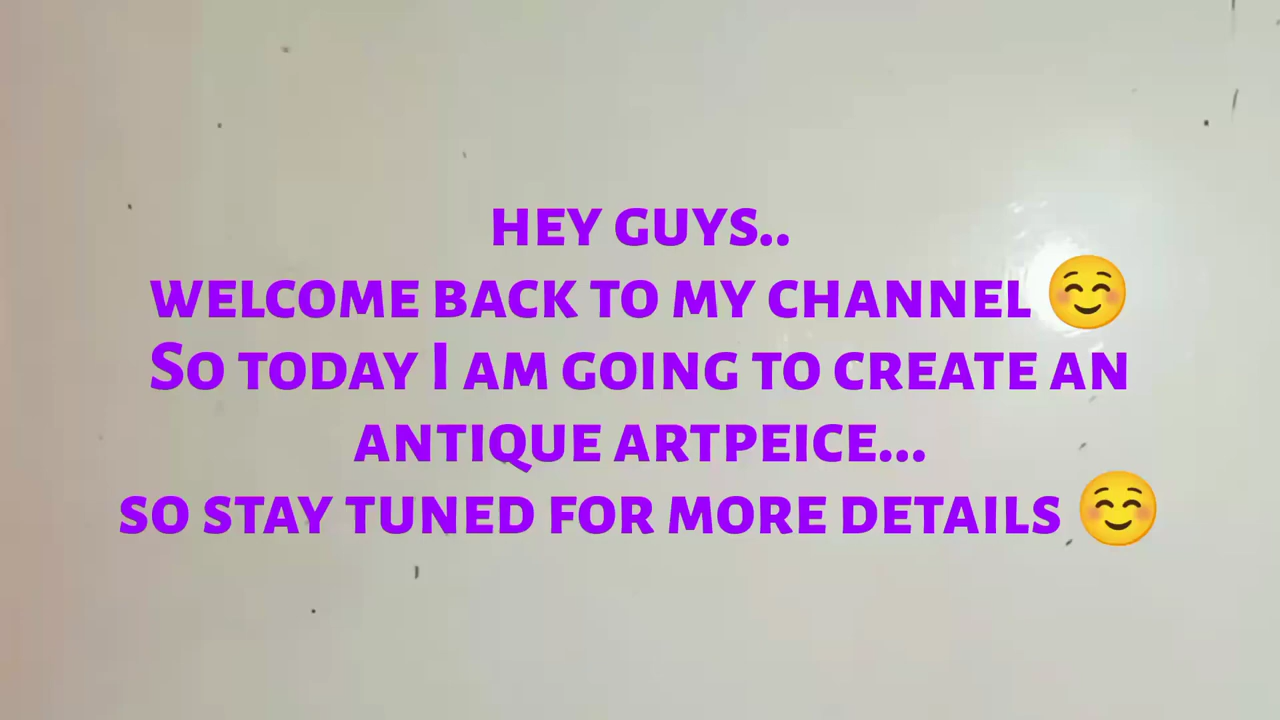 HEY GUYS..
WELCOME BACK TO MY CHANNEL ☺️
SO TODAY I AM GOING TO CREATE AN
ANTIQUE ARTPEICE...
SO STAY TUNED FOR MORE DETAILS ☺️